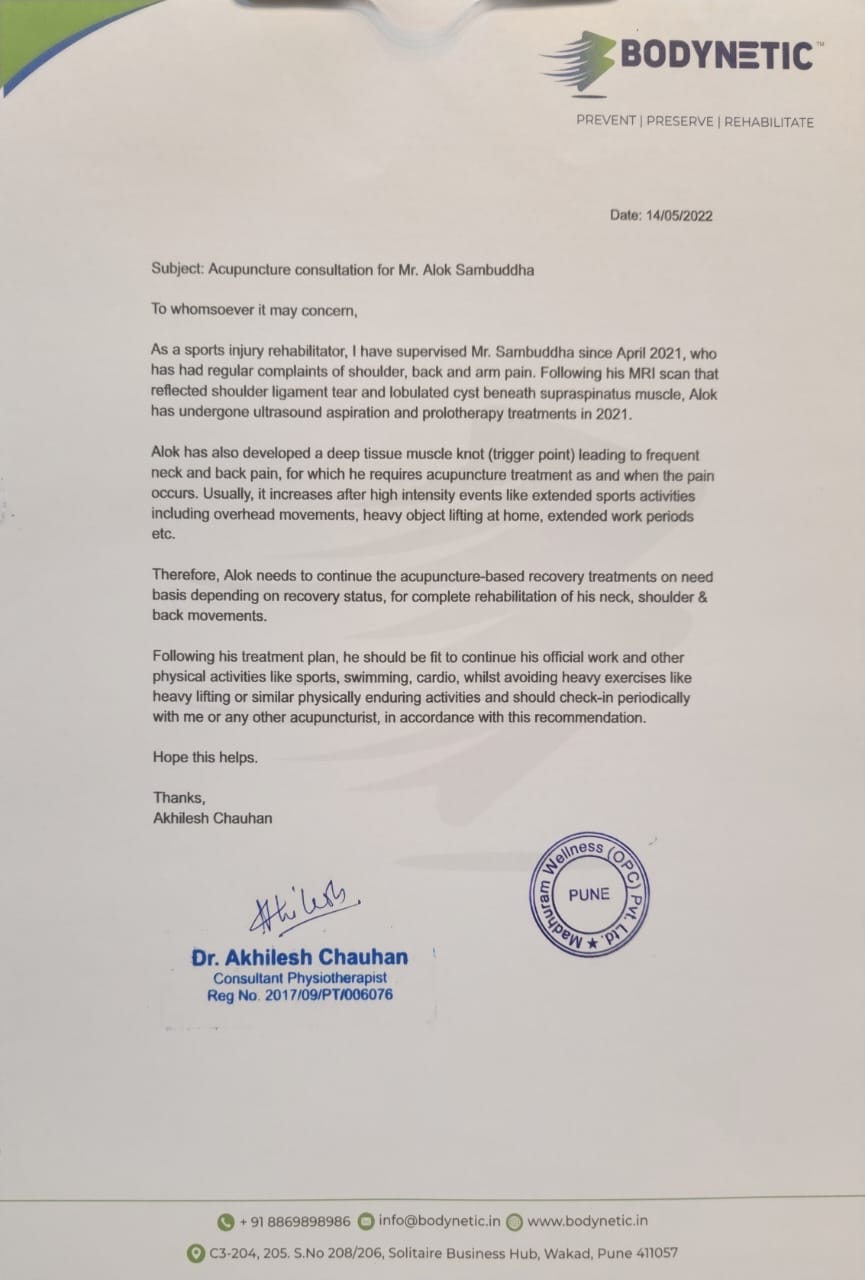 BODYNETIC™
PREVENT | PRESERVE | REHABILITATE
Date: 14/05/2022
Subject: Acupuncture consultation for Mr. Alok Sambuddha
To whomsoever it may concern,
As a sports injury rehabilitator, I have supervised Mr. Sambuddha since April 2021, who
has had regular complaints of shoulder, back and arm pain. Following his MRI scan that
reflected shoulder ligament tear and lobulated cyst beneath supraspinatus muscle, Alok
has undergone ultrasound aspiration and prolotherapy treatments in 2021.
Alok has also developed a deep tissue muscle knot (trigger point) leading to frequent
neck and back pain, for which he requires acupuncture treatment as and when the pain
occurs. Usually, it increases after high intensity events like extended sports activities
including overhead movements, heavy object lifting at home, extended work periods
etc.
Therefore, Alok needs to continue the acupuncture-based recovery treatments on need
basis depending on recovery status, for complete rehabilitation of his neck, shoulder &
back movements.
Following his treatment plan, he should be fit to continue his official work and other
physical activities like sports, swimming, cardio, whilst avoiding heavy exercises like
heavy lifting or similar physically enduring activities and should check-in periodically
with me or any other acupuncturist, in accordance with this recommendation.
Hope this helps.
Thanks,
Akhilesh Chauhan
Akhilesh
Dr. Akhilesh Chauhan
Consultant Physiotherapist
Reg No. 2017/09/PT/006076
Madhuram Wellness (OPC) Pvt. Ltd. ★
PUNE
+ 91 8869898986 info@bodynetic.in www.bodynetic.in
C3-204, 205. S.No 208/206, Solitaire Business Hub, Wakad, Pune 411057